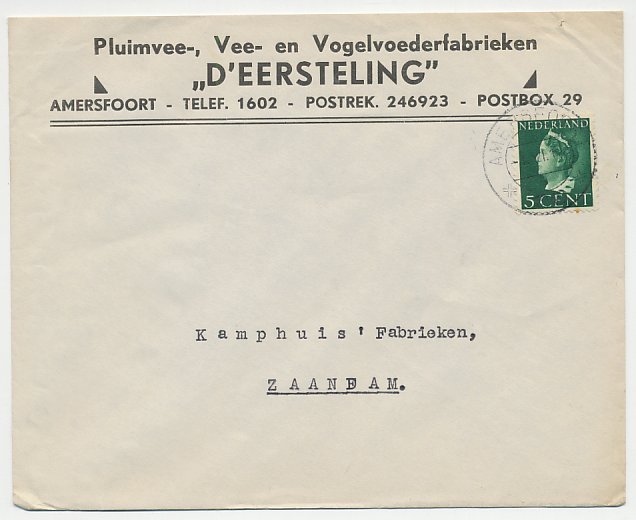 Pluimvee-, Vee- en Vogelvoederfabrieken
„D'EERSTELING”
AMERSFOORT - TELEF. 1602 - POSTREK. 246923 - POSTBOX 29
NEDERLAND
5 CENT
Kamphuis' Fabrieken,
ZAANDAM.